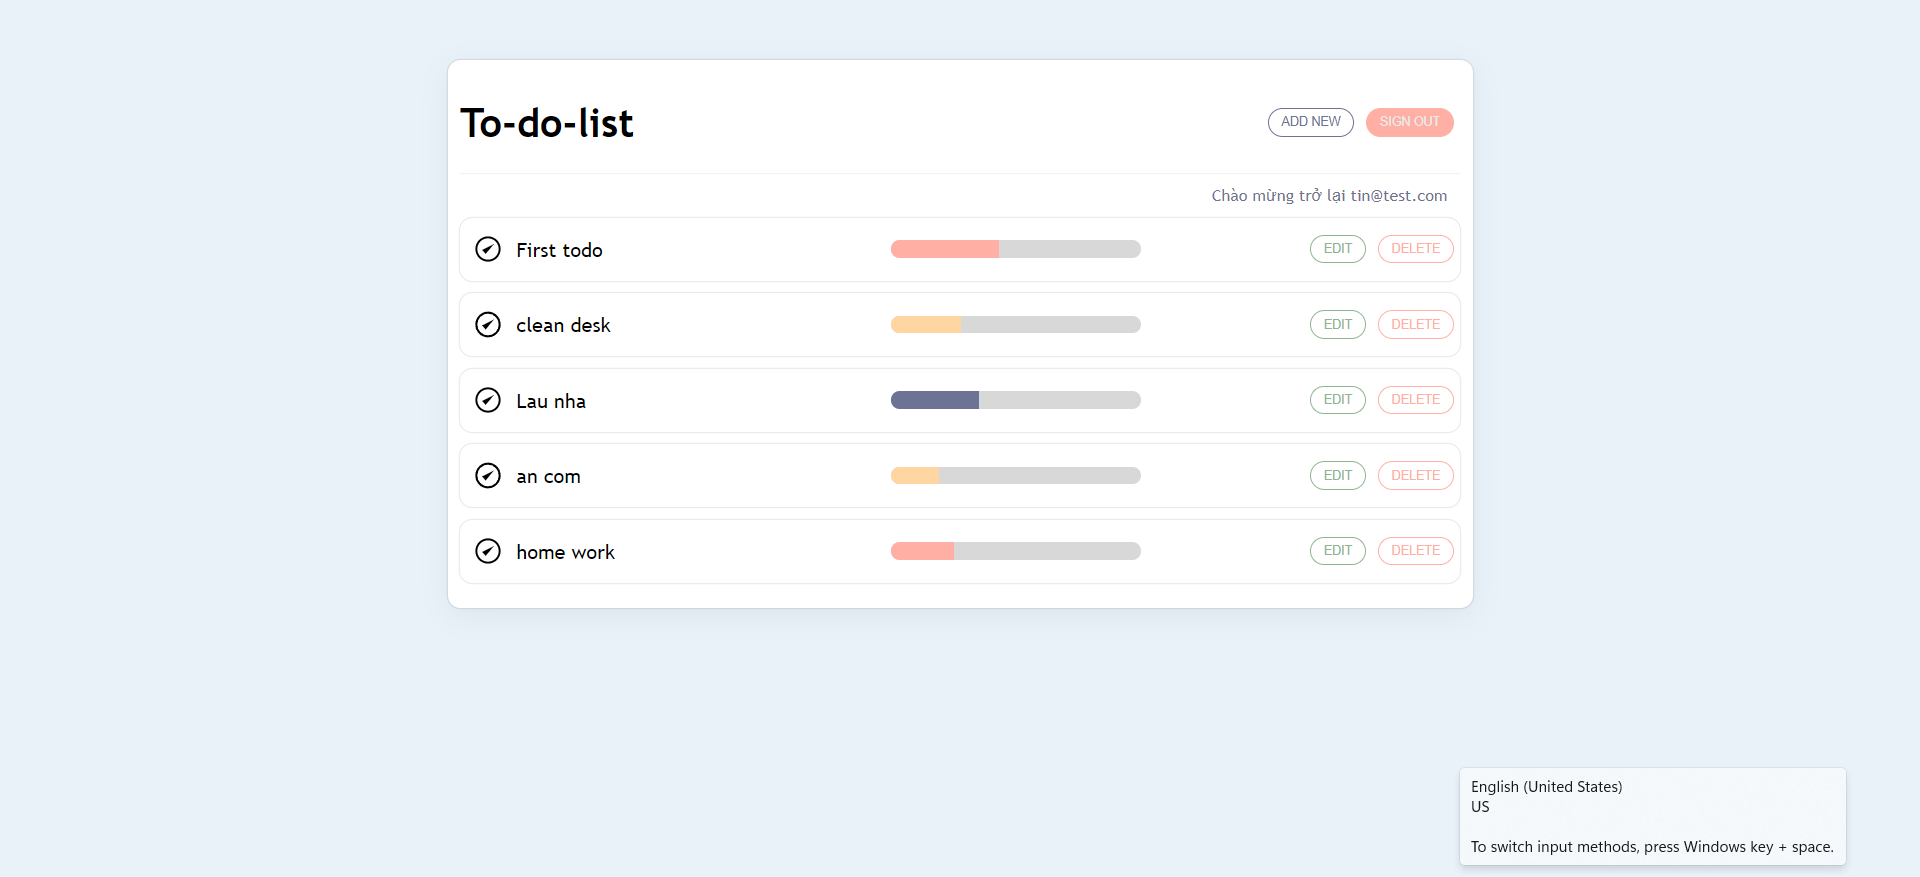 To-do-list
ADD NEW SIGN OUT
Chào mừng trở lại tin@test.com
First todo EDIT DELETE
clean desk EDIT DELETE
Lau nha EDIT DELETE
an com EDIT DELETE
home work EDIT DELETE
English (United States)
US
To switch input methods, press Windows key + space.